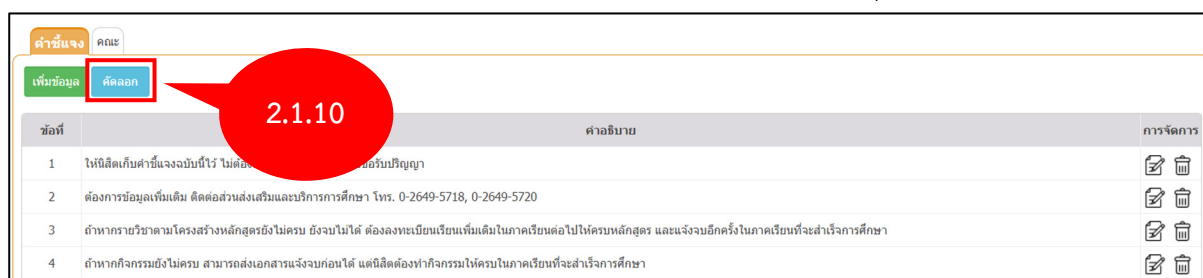 คำชี้แจง คณะ
เพิ่มข้อมูล คัดลอก
2.1.10
ข้อที่ คำอธิบาย การจัดการ
1 ให้นิสิตเก็บคำชี้แจงฉบับนี้ไว้ ไม่ต้อง ขอรับปริญญา
2 ต้องการข้อมูลเพิ่มเติม ติดต่อส่วนส่งเสริมและบริการการศึกษา โทร. 0-2649-5718, 0-2649-5720
3 ถ้าหากรายวิชาตามโครงสร้างหลักสูตรยังไม่ครบ ยังจบไม่ได้ ต้องลงทะเบียนเรียนเพิ่มเติมในภาคเรียนต่อไปให้ครบหลักสูตร และแจ้งจบอีกครั้งในภาคเรียนที่จะสำเร็จการศึกษา
4 ถ้าหากกิจกรรมยังไม่ครบ สามารถส่งเอกสารแจ้งจบก่อนได้ แต่นิสิตต้องทำกิจกรรมให้ครบในภาคเรียนที่จะสำเร็จการศึกษา